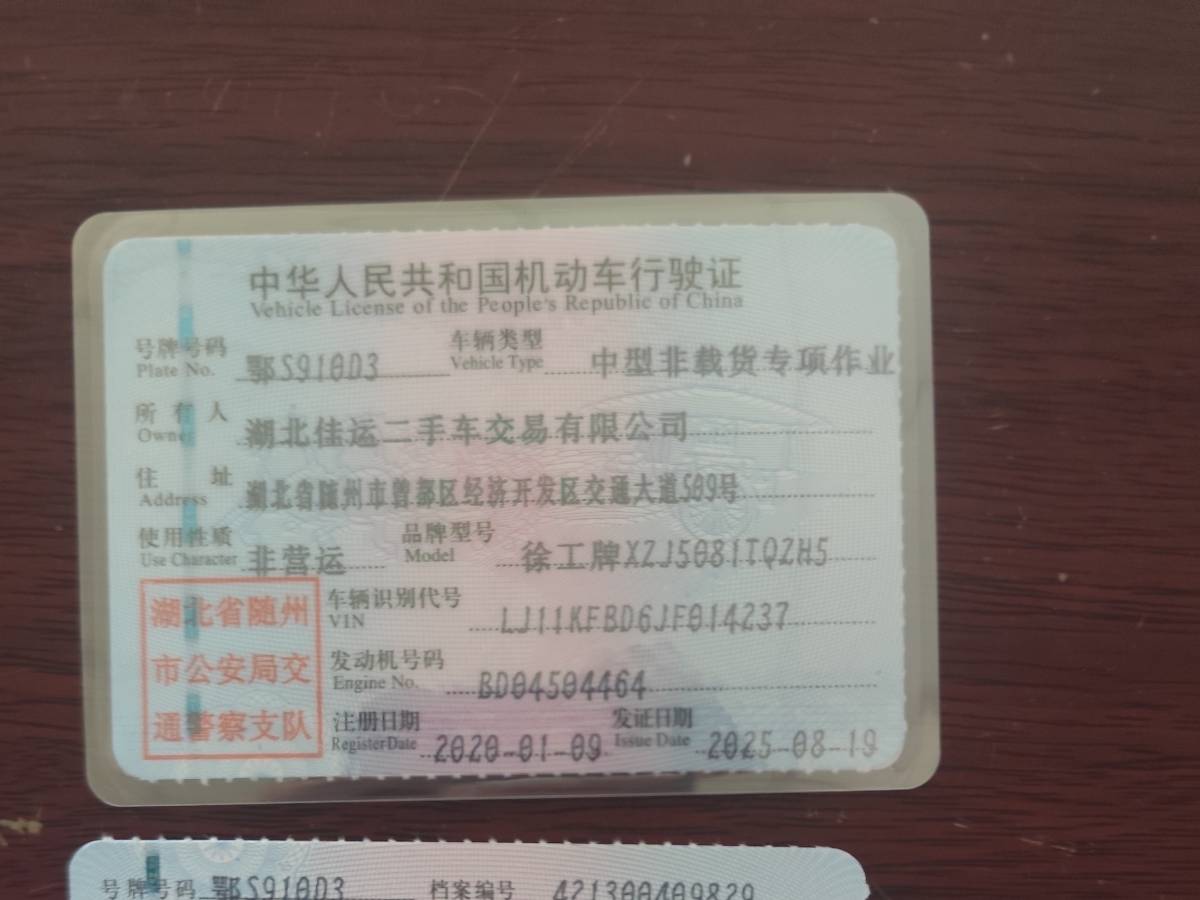 中华人民共和国机动车行驶证
Vehicle License of the People's Republic of China
号牌号码 鄂S910D3 车辆类型 中型非载货专项作业
Plate No. Vehicle Type
所有人 湖北佳运二手车交易有限公司
Owner
住址 湖北省随州市曾都区经济开发区交通大道509号
Address
使用性质 非营运 品牌型号 徐工牌XZJ5081TQZH5
Use Character Model
湖北省随州
市公安局交
通警察支队
车辆识别代号 LJ11KFBD6JF014237
VIN
发动机号码 BD04504464
Engine No.
注册日期 2020-01-09 发证日期 2025-08-19
Register Date Issue Date
号牌号码 鄂S910D3 档案编号 421300409829